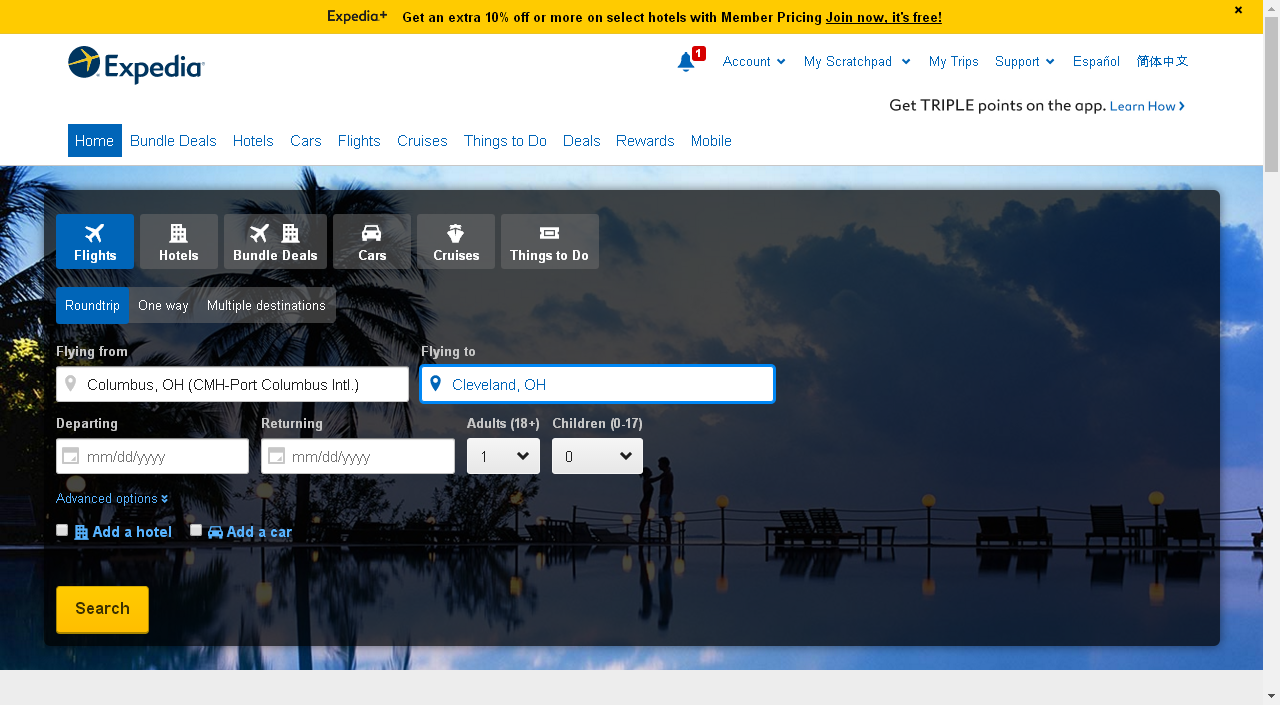 Expedia+ Get an extra 10% off or more on select hotels with Member Pricing Join now, it's free!
Expedia
1
Account My Scratchpad My Trips Support Español 简体中文
Get TRIPLE points on the app. Learn How
Home Bundle Deals Hotels Cars Flights Cruises Things to Do Deals Rewards Mobile
Flights Hotels Bundle Deals Cars Cruises Things to Do
Roundtrip One way Multiple destinations
Flying from Flying to
Columbus, OH (CMH-Port Columbus Intl.) Cleveland, OH
Departing Returning Adults (18+) Children (0-17)
mm/dd/yyyy mm/dd/yyyy 1 0
Advanced options
Add a hotel Add a car
Search